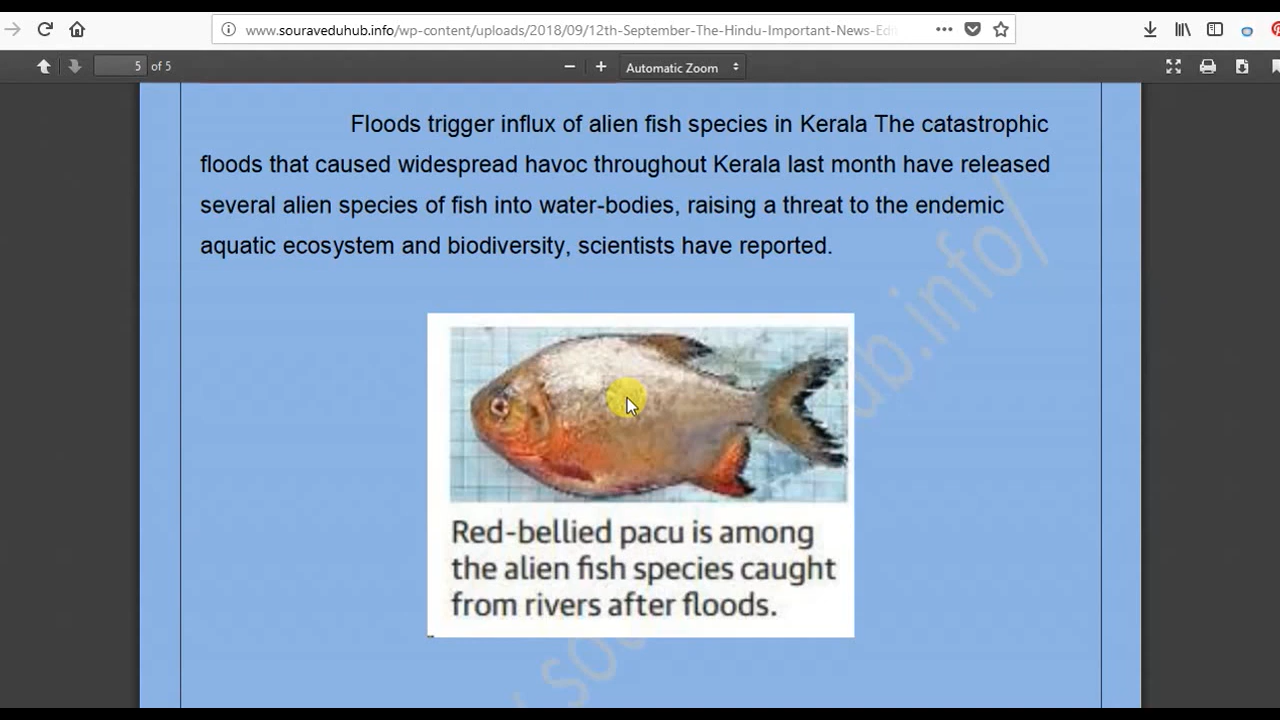 www.souraveduhub.info/wp-content/uploads/2018/09/12th-September-The-Hindu-Important-News-Edi
5 of 5
Automatic Zoom
Floods trigger influx of alien fish species in Kerala The catastrophic
floods that caused widespread havoc throughout Kerala last month have released
several alien species of fish into water-bodies, raising a threat to the endemic
aquatic ecosystem and biodiversity, scientists have reported.
Red-bellied pacu is among
the alien fish species caught
from rivers after floods.